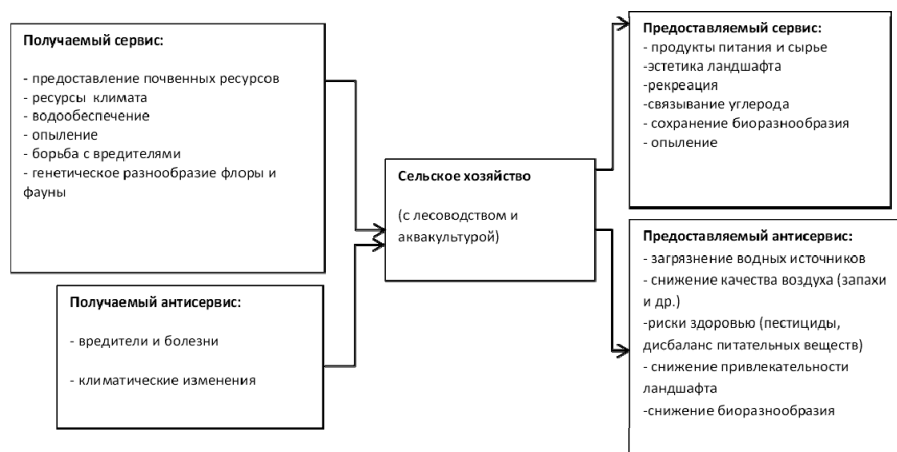 Получаемый сервис:
- предоставление почвенных ресурсов
- ресурсы климата
- водообеспечение
- опыление
- борьба с вредителями
- генетическое разнообразие флоры и
фауны
Получаемый антисервис:
- вредители и болезни
- климатические изменения
Сельское хозяйство
(с лесоводством и
аквакультурой)
Предоставляемый сервис:
- продукты питания и сырье
-эстетика ландшафта
-рекреация
-связывание углерода
- сохранение биоразнообразия
- опыление
Предоставляемый антисервис:
- загрязнение водных источников
- снижение качества воздуха (запахи
и др.)
-риски здоровью (пестициды,
дисбаланс питательных веществ)
- снижение привлекательности
ландшафта
-снижение биоразнообразия